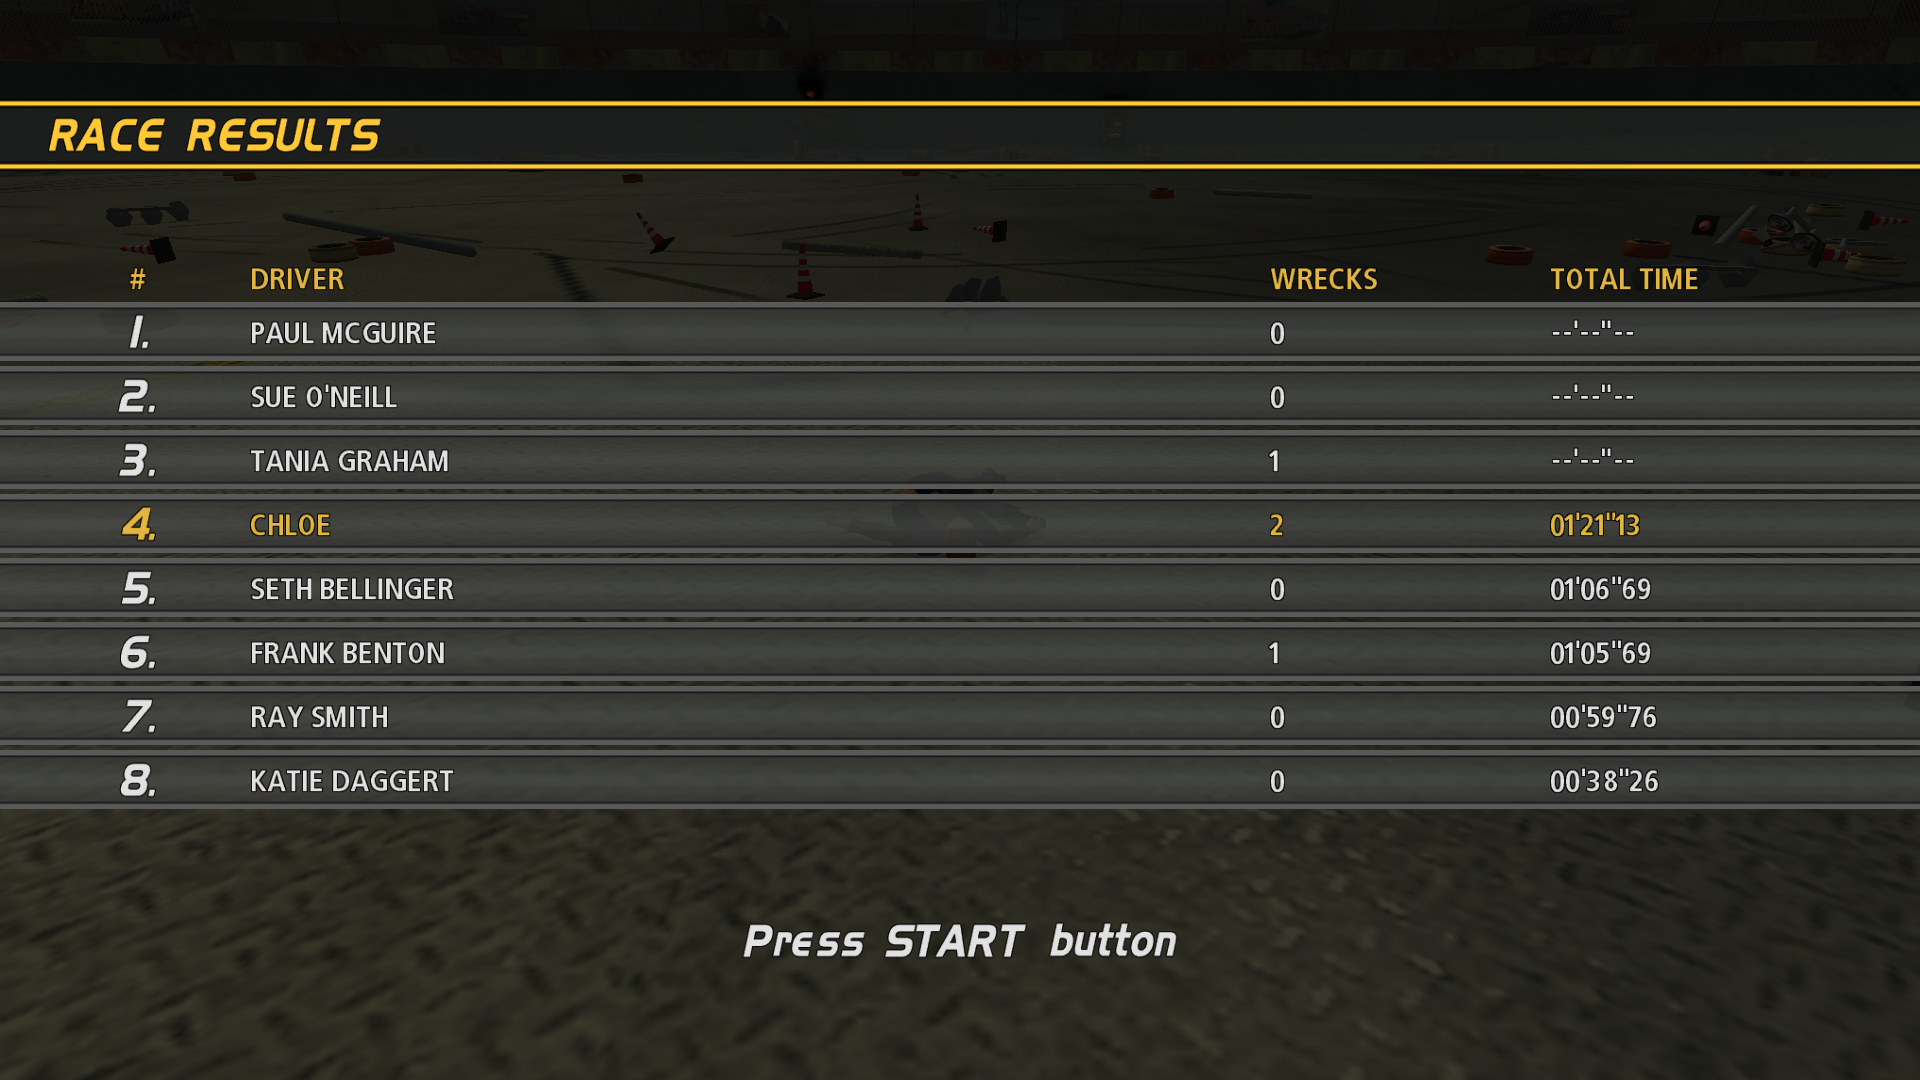 RACE RESULTS
# DRIVER WRECKS TOTAL TIME
1. PAUL MCGUIRE 0 --'--"--
2. SUE O'NEILL 0 --'--"--
3. TANIA GRAHAM 1 --'--"--
4. CHLOE 2 01'21"13
5. SETH BELLINGER 0 01'06"69
6. FRANK BENTON 1 01'05"69
7. RAY SMITH 0 00'59"76
8. KATIE DAGGERT 0 00'38"26
Press START button